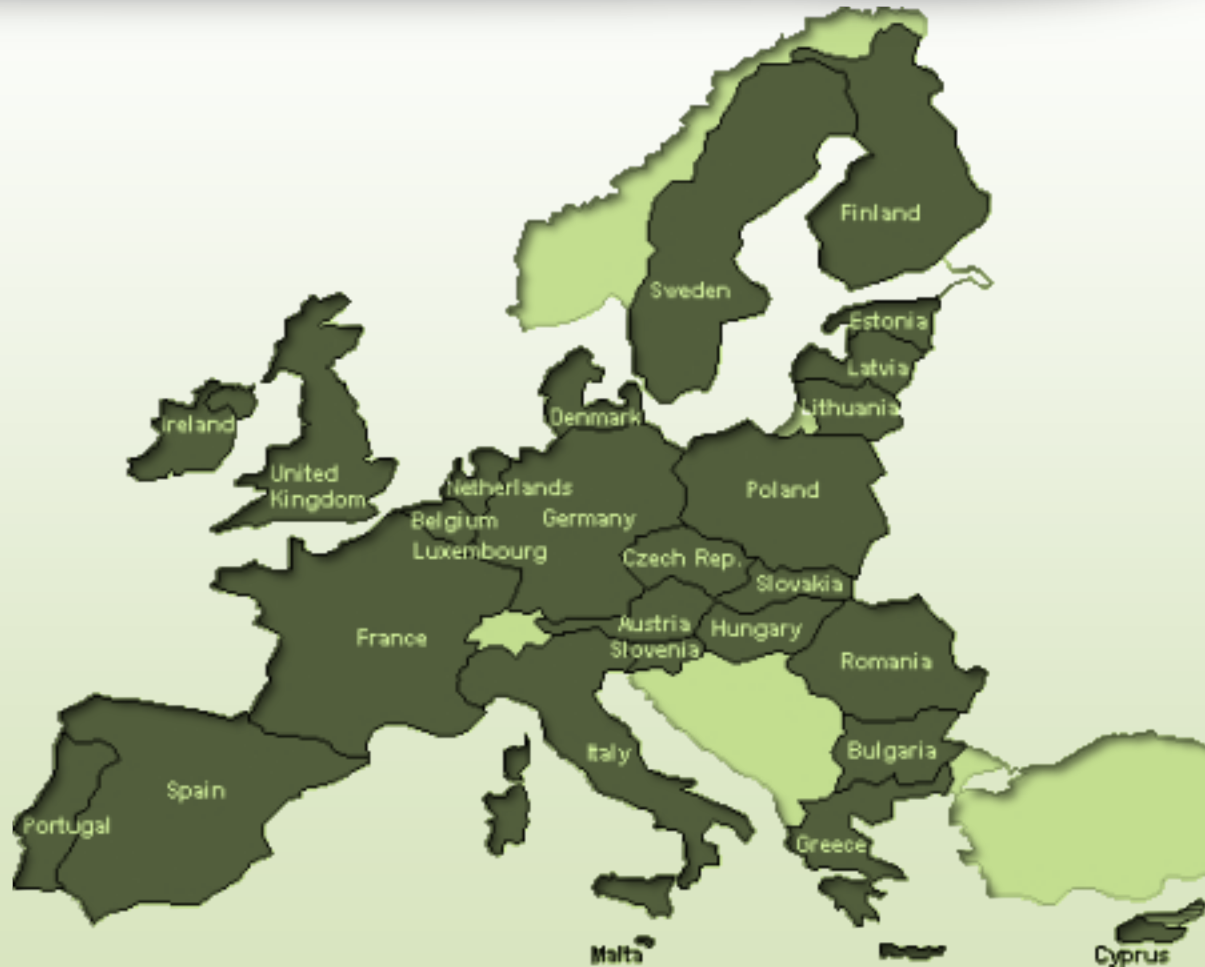 Finland
Sweden
Estonia
Latvia
Lithuania
Denmark
Ireland
United
Kingdom
Netherlands
Poland
Belgium
Germany
Luxembourg
Czech Rep.
Slovakia
Austria
Hungary
France
Slovenia
Romania
Italy
Bulgaria
Spain
Portugal
Greece
Malta
Cyprus